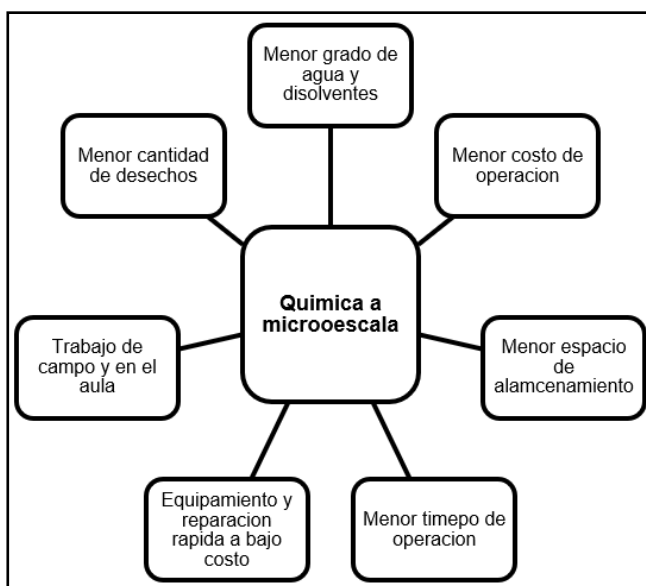 Menor grado de
agua y
disolventes
Menor cantidad
de desechos
Menor costo de
operacion
Quimica a
microoescala
Trabajo de
campo y en el
aula
Menor espacio
de
alamcenamiento
Equipamiento y
reparacion
rapida a bajo
costo
Menor timepo de
operacion